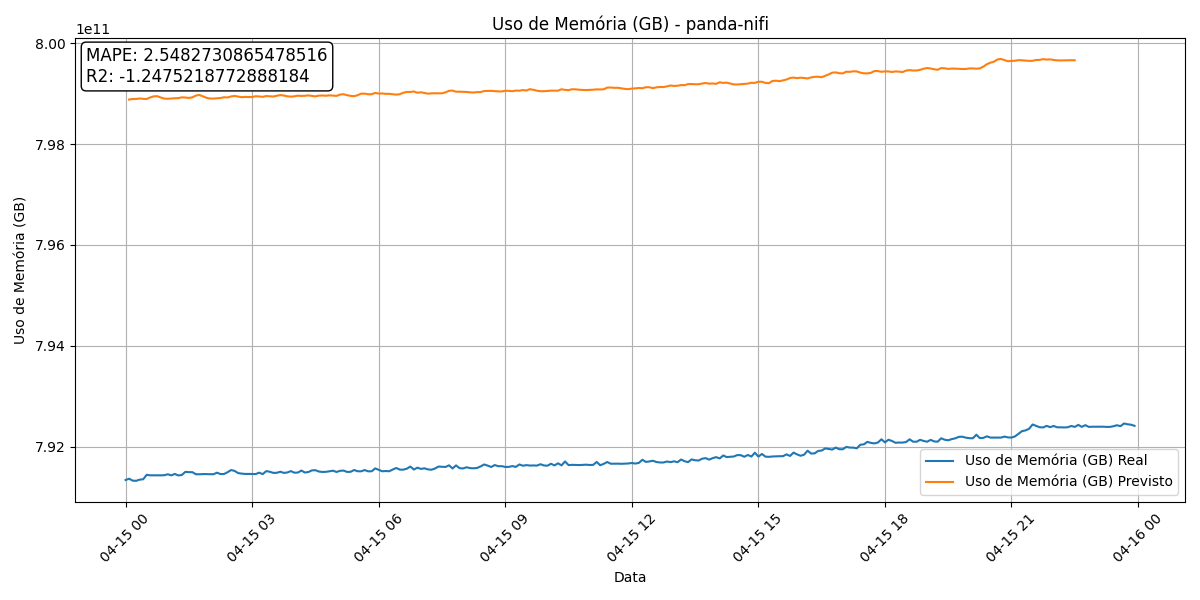 Uso de Memória (GB) - panda-nifi
1e11
MAPE: 2.5482730865478516
R2: -1.2475218772888184
8.00
7.98
7.96
7.94
7.92
Uso de Memória (GB)
Uso de Memória (GB) Real
Uso de Memória (GB) Previsto
04-15 00
04-15 03
04-15 06
04-15 09
04-15 12
04-15 15
04-15 18
04-15 21
04-16 00
Data